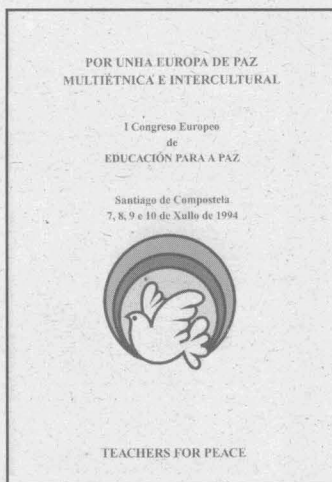 POR UNHA EUROPA DE PAZ
MULTIÉTNICA E INTERCULTURAL
I Congreso Europeo
de
EDUCACIÓN PARA A PAZ
Santiago de Compostela
7, 8, 9 e 10 de Xullo de 1994
TEACHERS FOR PEACE